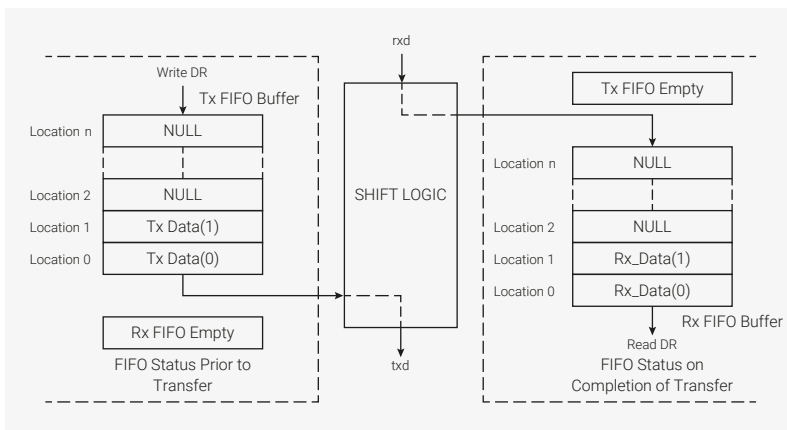 rxd
Write DR
Tx FIFO Buffer
Location n
NULL
Location 2
NULL
Location 1
Tx Data(1)
Location 0
Tx Data(0)
Rx FIFO Empty
FIFO Status Prior to
Transfer
SHIFT LOGIC
txd
Tx FIFO Empty
Location n
NULL
Location 2
NULL
Location 1
Rx_Data(1)
Location 0
Rx_Data(0)
Rx FIFO Buffer
Read DR
FIFO Status on
Completion of Transfer